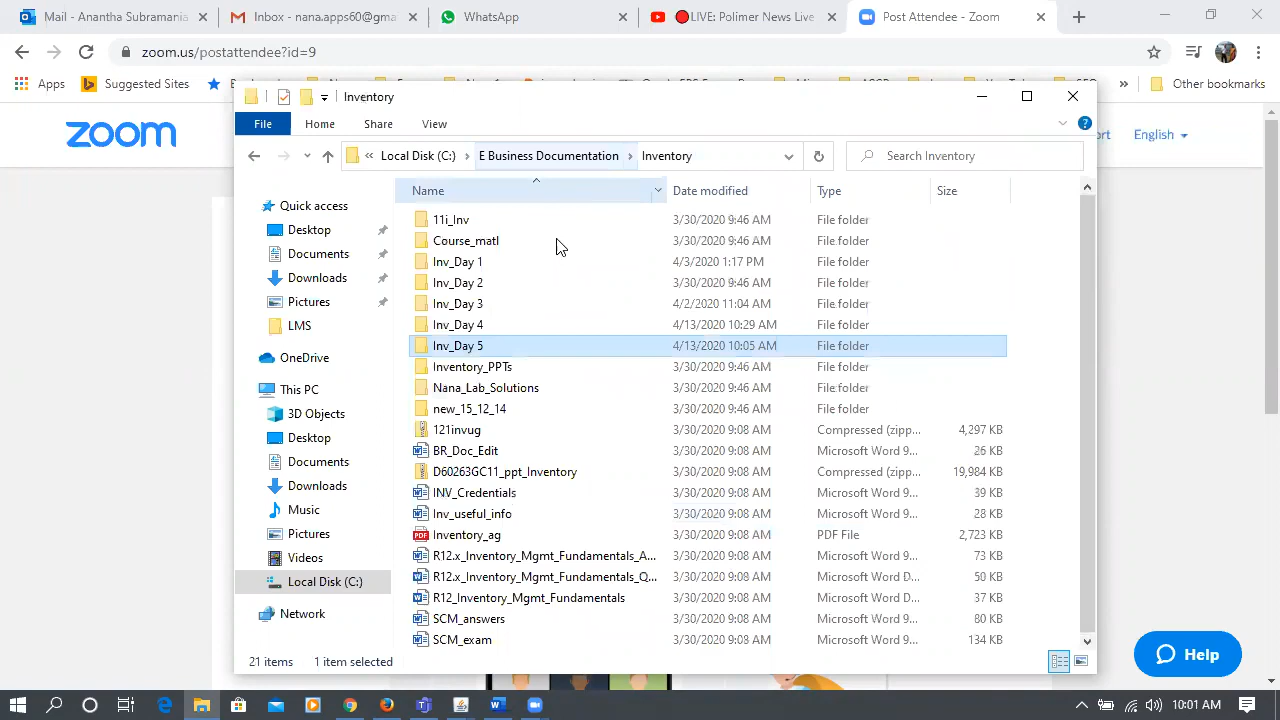 Mail - Anantha Subramania
Inbox - nana.apps60@gmai
WhatsApp
LIVE: Polimer News Live
Post Attendee - Zoom
zoom.us/postattendee?id=9
Apps
Suggested Sites
Other bookmarks
zoom
English
Inventory
File
Home
Share
View
« Local Disk (C:) › E Business Documentation › Inventory
Search Inventory
Name
Date modified
Type
Size
Quick access
Desktop
Documents
Downloads
Pictures
LMS
OneDrive
This PC
3D Objects
Desktop
Documents
Downloads
Music
Pictures
Videos
Local Disk (C:)
Network
11i_Inv 3/30/2020 9:46 AM File folder
Course_matl 3/30/2020 9:46 AM File folder
Inv_Day 1 4/3/2020 1:17 PM File folder
Inv_Day 2 3/30/2020 9:46 AM File folder
Inv_Day 3 4/2/2020 11:04 AM File folder
Inv_Day 4 4/13/2020 10:29 AM File folder
Inv_Day 5 4/13/2020 10:05 AM File folder
Inventory_PPTs 3/30/2020 9:46 AM File folder
Nana_Lab_Solutions 3/30/2020 9:46 AM File folder
new_15_12_14 3/30/2020 9:46 AM File folder
121invug 3/30/2020 9:08 AM Compressed (zipp... 4,297 KB
BR_Doc_Edit 3/30/2020 9:08 AM Microsoft Word 9... 26 KB
D60263GC11_ppt_Inventory 3/30/2020 9:08 AM Compressed (zipp... 19,984 KB
INV_Credentials 3/30/2020 9:08 AM Microsoft Word 9... 39 KB
Inv_useful_info 3/30/2020 9:08 AM Microsoft Word 9... 28 KB
Inventory_ag 3/30/2020 9:08 AM PDF File 2,723 KB
R12.x_Inventory_Mgmt_Fundamentals_A... 3/30/2020 9:08 AM Microsoft Word 9... 73 KB
R12.x_Inventory_Mgmt_Fundamentals_Q... 3/30/2020 9:08 AM Microsoft Word D... 50 KB
R12_Inventory_Mgmt_Fundamentals 3/30/2020 9:08 AM Microsoft Word D... 37 KB
SCM_answers 3/30/2020 9:08 AM Microsoft Word 9... 80 KB
SCM_exam 3/30/2020 9:08 AM Microsoft Word 9... 134 KB
21 items
1 item selected
Help
10:01 AM